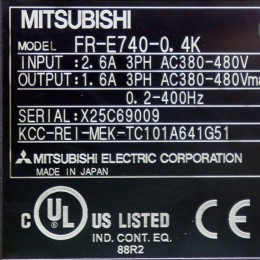 MITSUBISHI
MODEL FR-E740-0.4K
INPUT :2.6A 3PH AC380-480V
OUTPUT:1.6A 3PH AC380-480Vma
0.2-400Hz
SERIAL:X25C69009
KCC-REI-MEK-TC101A641G51
MITSUBISHI ELECTRIC CORPORATION
MADE IN JAPAN
C UL US LISTED CE
IND. CONT. EQ.
88R2